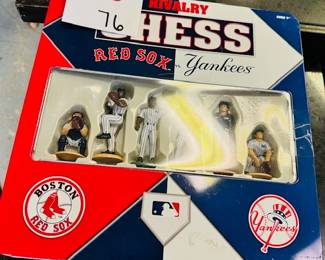 76
RIVALRY
CHESS
RED SOX vs. Yankees
BOSTON
RED SOX
Yankees